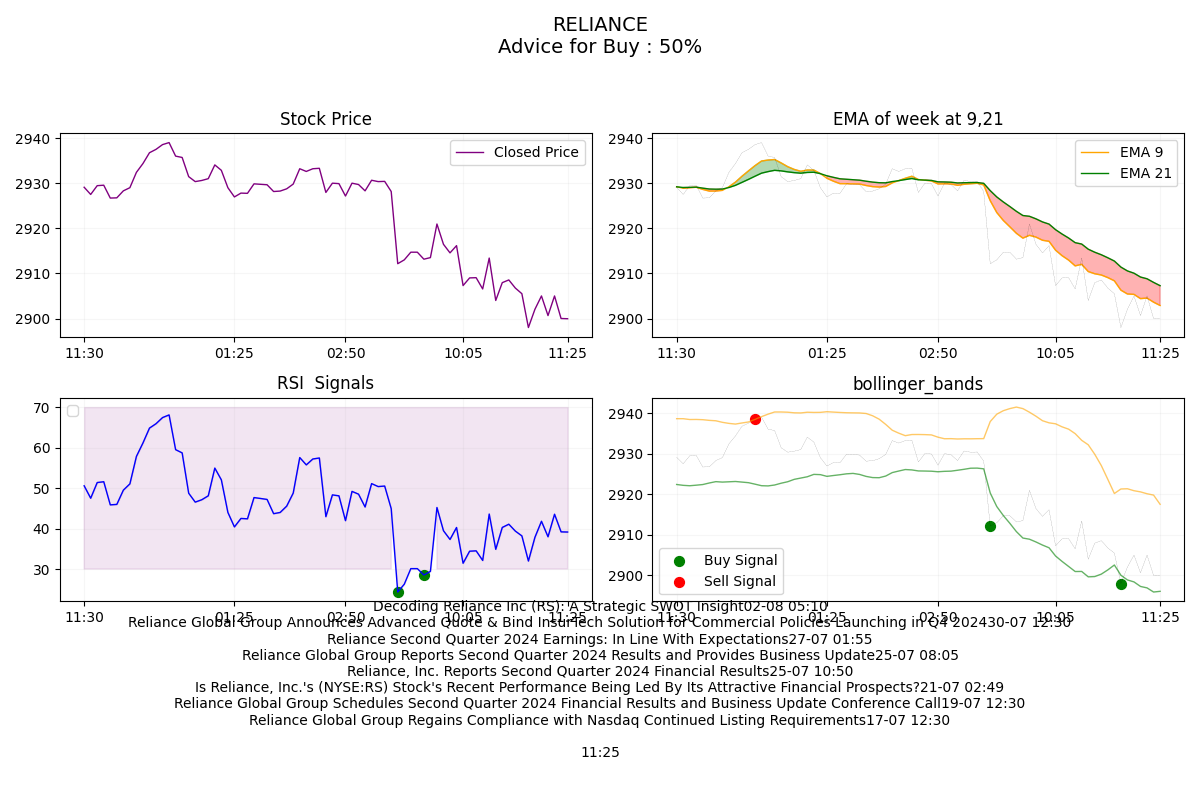 RELIANCE
Advice for Buy : 50%
Stock Price
2940
2930
2920
2910
2900
Closed Price
11:30 01:25 02:50 10:05 11:25
EMA of week at 9,21
2940
2930
2920
2910
2900
EMA 9
EMA 21
11:30 01:25 02:50 10:05 11:25
RSI Signals
70
60
50
40
30
11:30 01:25 02:50 10:05 11:25
bollinger_bands
2940
2930
2920
2910
2900
Buy Signal
Sell Signal
11:30 01:25 02:50 10:05 11:25
Decoding Reliance Inc (RS): A Strategic SWOT Insight02-08 05:10
Reliance Global Group Announces Advanced Quote & Bind InsurTech Solution for Commercial Policies Launching in Q4 202430-07 12:30
Reliance Second Quarter 2024 Earnings: In Line With Expectations27-07 01:55
Reliance Global Group Reports Second Quarter 2024 Results and Provides Business Update25-07 08:05
Reliance, Inc. Reports Second Quarter 2024 Financial Results25-07 10:50
Is Reliance, Inc.'s (NYSE:RS) Stock's Recent Performance Being Led By Its Attractive Financial Prospects?21-07 02:49
Reliance Global Group Schedules Second Quarter 2024 Financial Results and Business Update Conference Call19-07 12:30
Reliance Global Group Regains Compliance with Nasdaq Continued Listing Requirements17-07 12:30
11:25